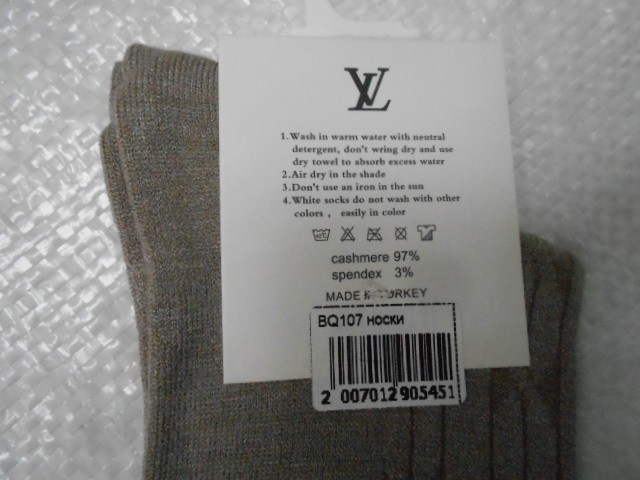 LV
1.Wash in warm water with neutral
detergent, don't wring dry and use
dry towel to absorb excess water
2.Air dry in the shade
3.Don't use an iron in the sun
4.White socks do not wash with other
colors , easily in color
cashmere 97%
spendex 3%
MADE IN TURKEY
BQ107 носки
2 007012 905451